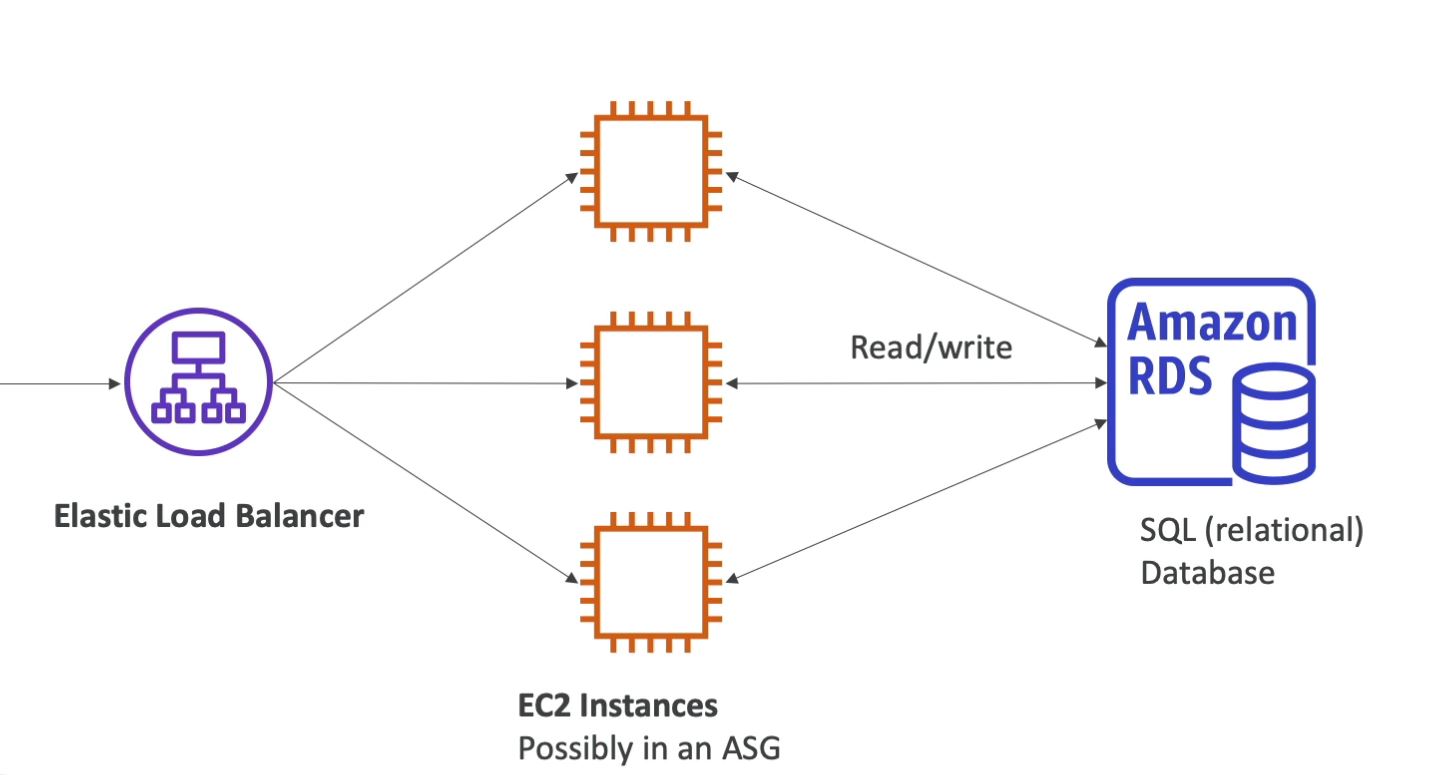 Amazon
RDS
Read/write
Elastic Load Balancer
SQL (relational)
Database
EC2 Instances
Possibly in an ASG